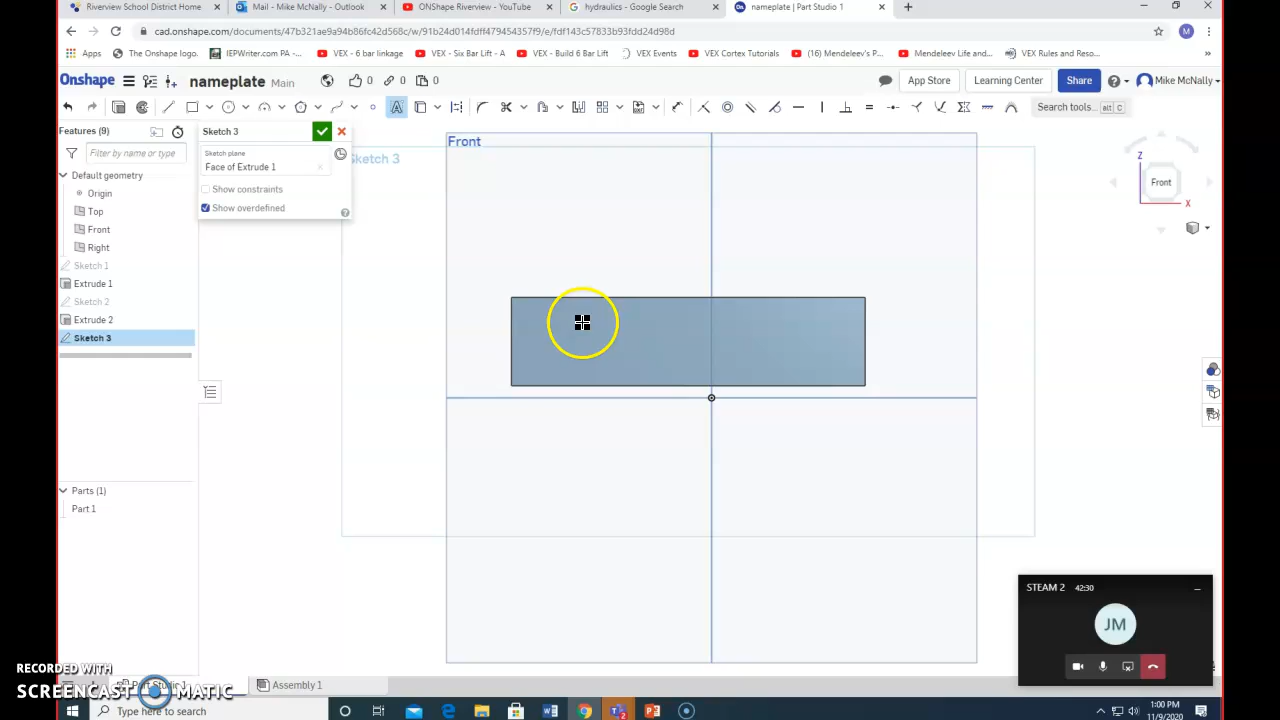 Riverview School District Home
Mail - Mike McNally - Outlook
ONShape Riverview - YouTube
hydraulics - Google Search
nameplate | Part Studio 1
cad.onshape.com/documents/47b321ae9a94b86fc42d568c/w/91b24d014fdff479454357f9/e/fdf143c57833b93fdd24d98d
M
Apps
The Onshape logo.
IEPWriter.com PA -...
VEX - 6 bar linkage
VEX - Six Bar Lift - A
VEX - Build 6 Bar Lift
VEX Events
VEX Cortex Tutorials
(16) Mendeleev's P...
Mendeleev Life and...
VEX Rules and Reso...
Onshape
nameplate Main
0
0
0
App Store
Learning Center
Share
Mike McNally
Search tools... alt C
Features (9)
Filter by name or type
Default geometry
Origin
Top
Front
Right
Sketch 1
Extrude 1
Sketch 2
Extrude 2
Sketch 3
Parts (1)
Part 1
Sketch 3
Sketch plane
Face of Extrude 1
Show constraints
Show overdefined
Front
Sketch 3
Z
Front
X
STEAM 2 42:30
JM
RECORDED WITH
SCREENCAST MATIC
Part Studio 1
Assembly 1
Type here to search
1:00 PM
11/9/2020